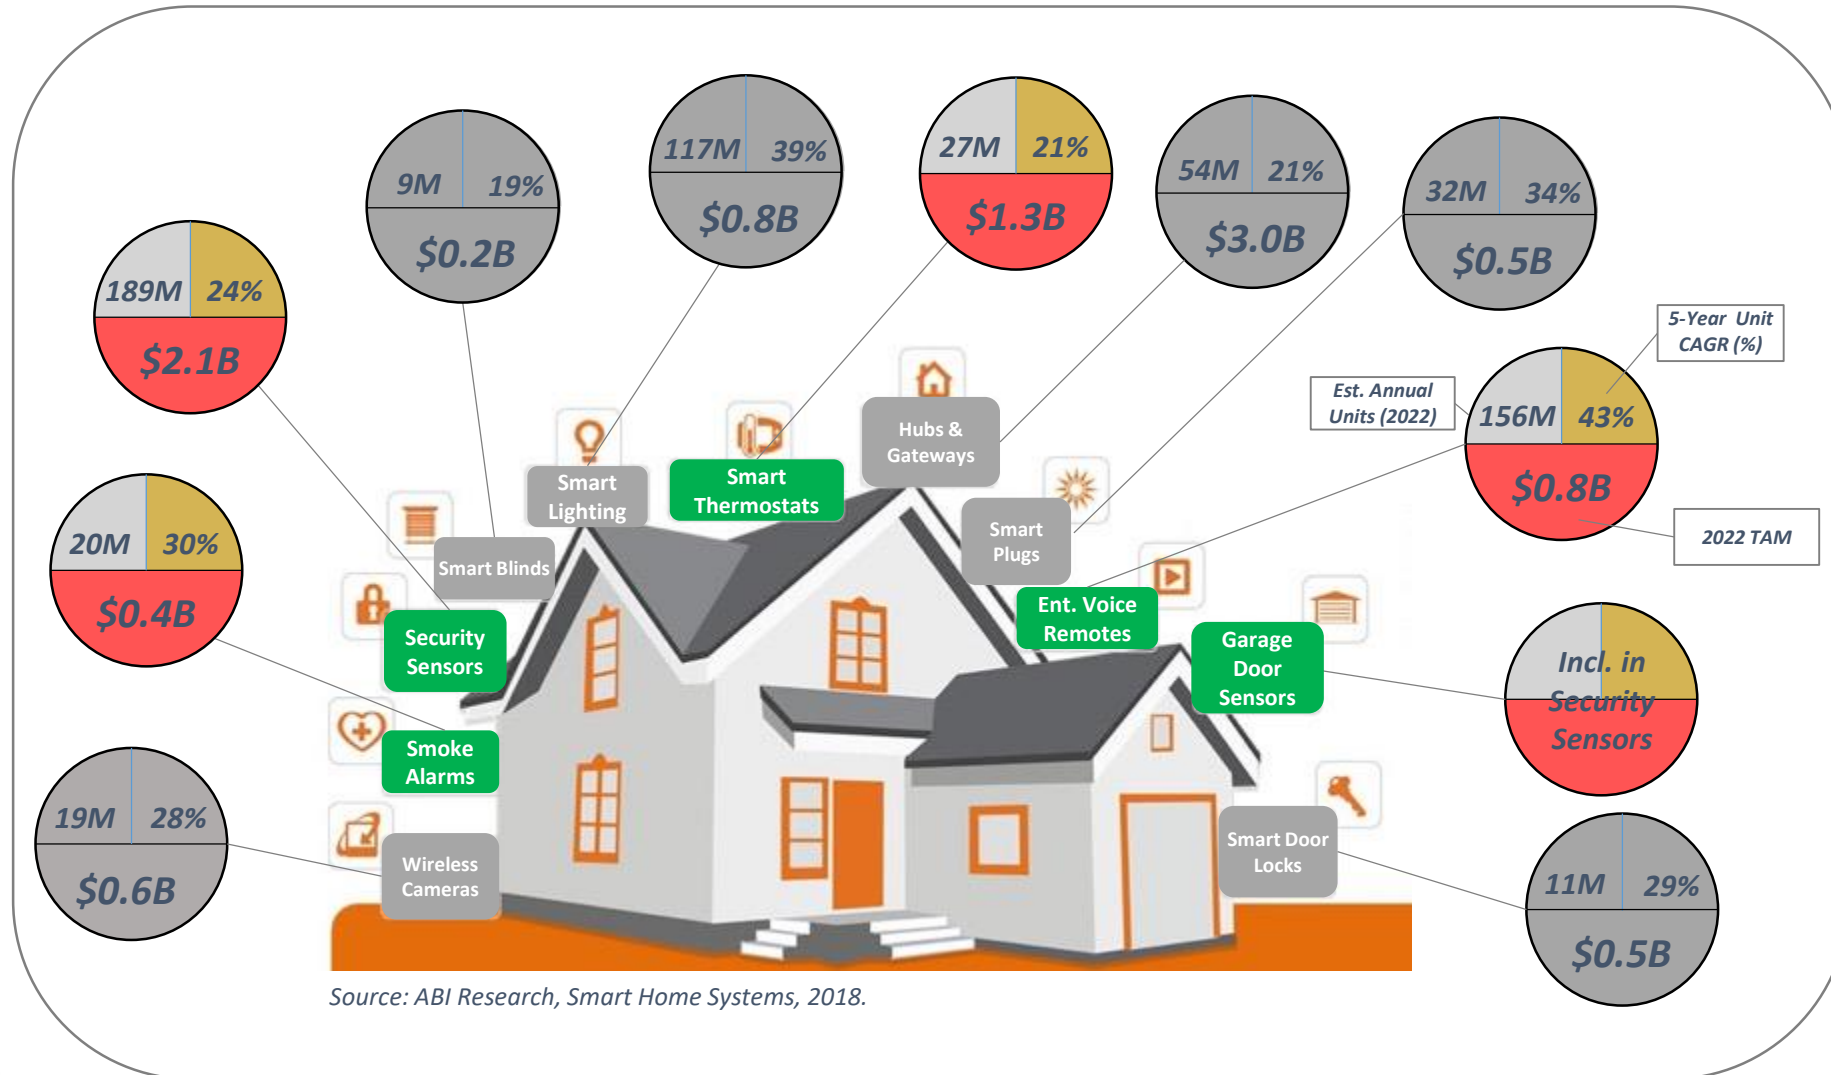 117M 39%
$0.8B
27M 21%
$1.3B
54M 21%
$3.0B
9M 19%
$0.2B
32M 34%
$0.5B
189M 24%
$2.1B
5-Year Unit
CAGR (%)
Est. Annual
Units (2022)
156M 43%
$0.8B
2022 TAM
Hubs &
Gateways
Smart
Lighting
Smart
Thermostats
Smart
Plugs
Smart Blinds
20M 30%
$0.4B
Security
Sensors
Ent. Voice
Remotes
Garage
Door
Sensors
Incl. in
Security
Sensors
Smoke
Alarms
19M 28%
$0.6B
Wireless
Cameras
Smart Door
Locks
11M 29%
$0.5B
Source: ABI Research, Smart Home Systems, 2018.